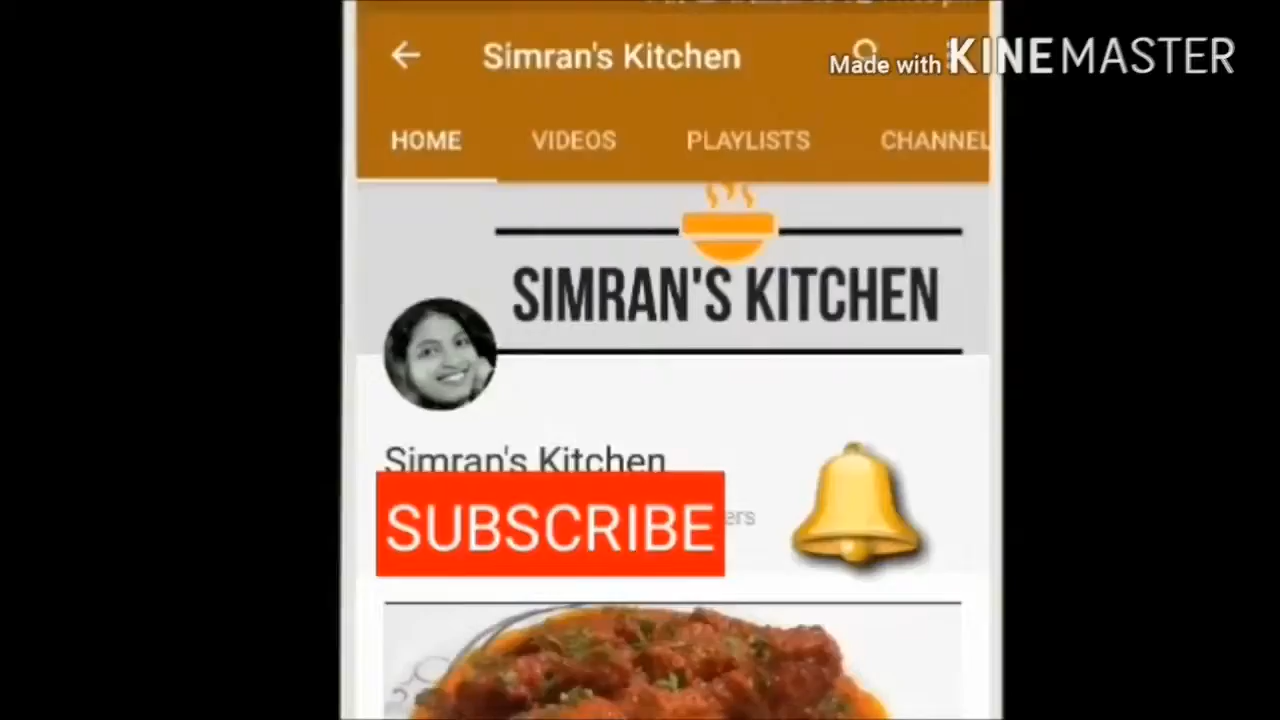 Simran's Kitchen
Made with KINEMASTER
HOME VIDEOS PLAYLISTS CHANNEL
SIMRAN'S KITCHEN
Simran's Kitchen
SUBSCRIBE